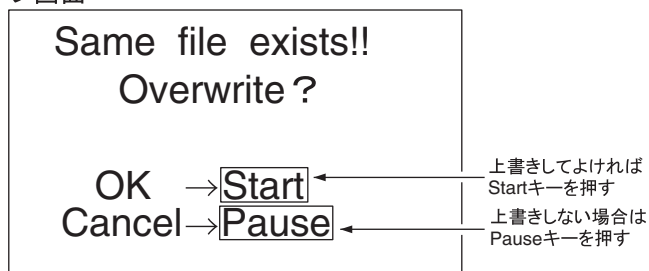 Same file exists!!
Overwrite?
OK →Start
Cancel→Pause
上書きしてよければ
Startキーを押す
上書きしない場合は
Pauseキーを押す